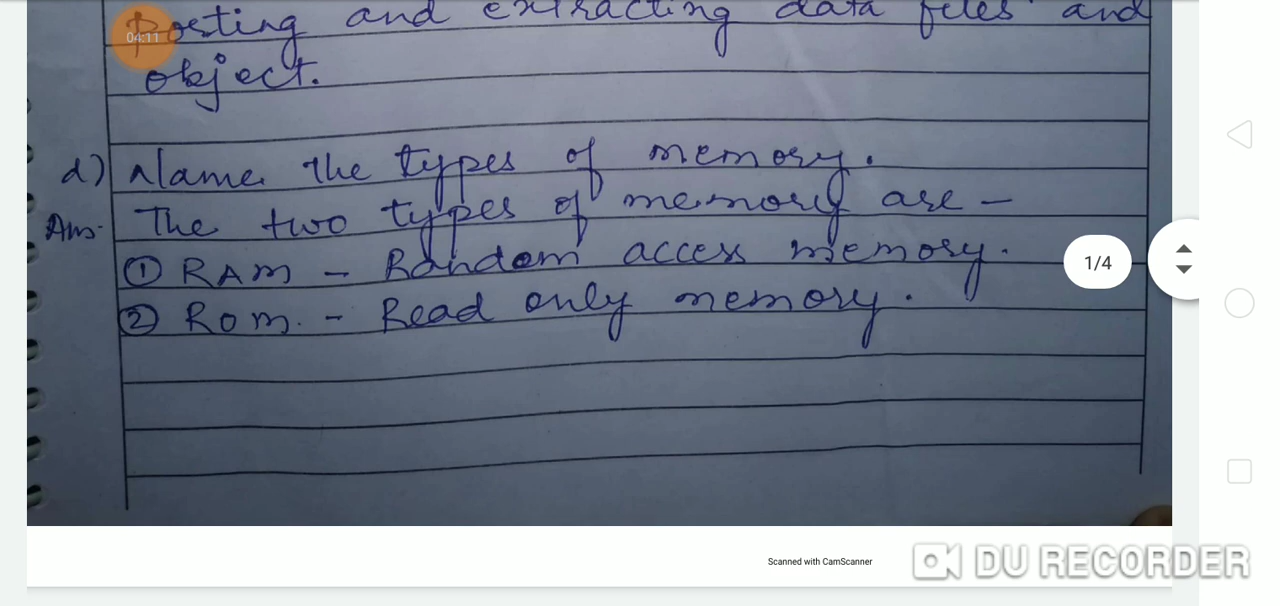 posting and extracting data files and
04:11
object.
d) Name the types of memory.
Ans. The two types of memory are –
① RAM – Random access memory.
② ROM. – Read only memory.
1/4
Scanned with CamScanner
DU RECORDER